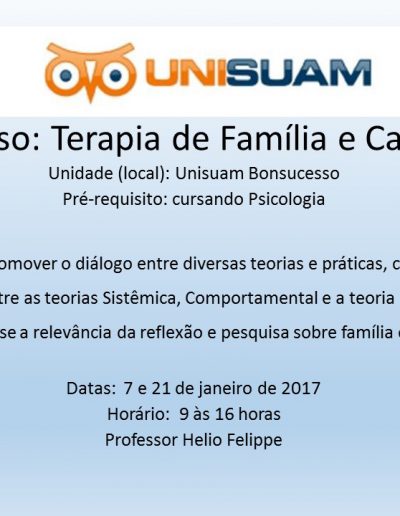 UNISUAM
so: Terapia de Família e Ca
Unidade (local): Unisuam Bonsucesso
Pré-requisito: cursando Psicologia
omover o diálogo entre diversas teorias e práticas, c
tre as teorias Sistêmica, Comportamental e a teoria
se a relevância da reflexão e pesquisa sobre família
Datas: 7 e 21 de janeiro de 2017
Horário: 9 às 16 horas
Professor Helio Felippe